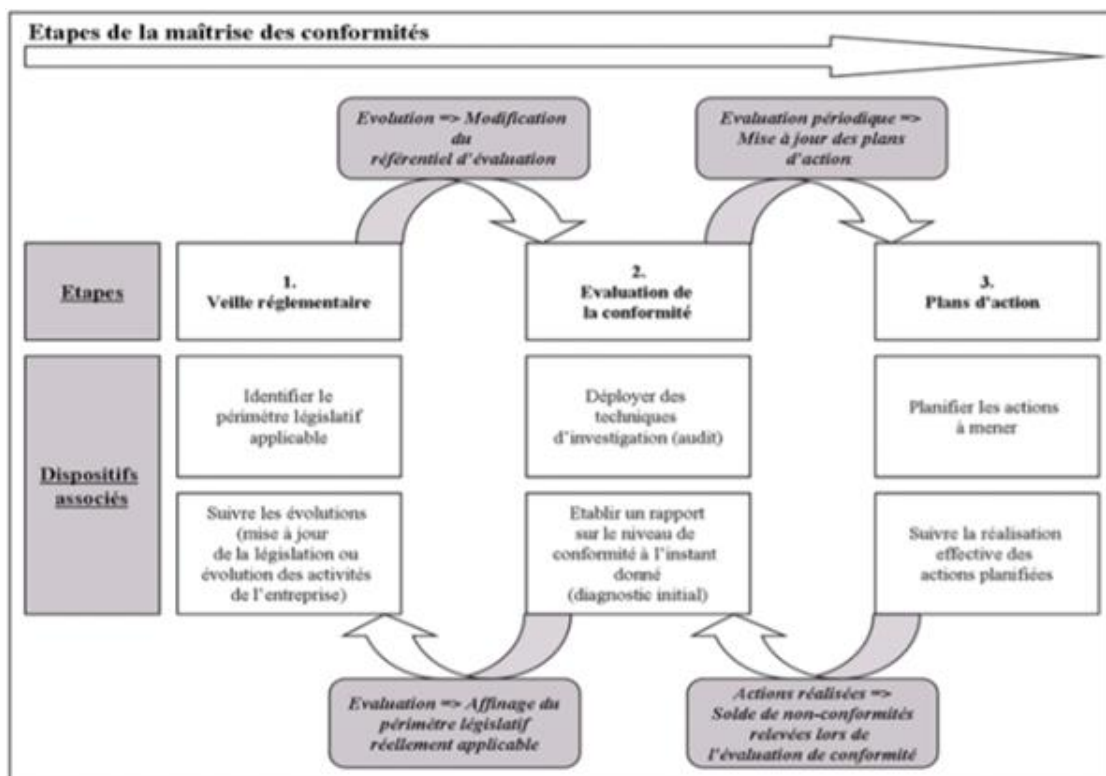 Etapes de la maîtrise des conformités
Evolution => Modification
du
référentiel d'évaluation
Evaluation périodique =>
Mise à jour des plans
d'action
Etapes
1.
Veille réglementaire
2.
Evaluation de
la conformité
3.
Plans d'action
Dispositifs
associés
Identifier le
périmètre législatif
applicable
Déployer des
techniques
d'investigation (audit)
Planifier les actions
à mener
Suivre les évolutions
(mise à jour
de la législation ou
évolution des activités
de l'entreprise)
Etablir un rapport
sur le niveau de
conformité à l'instant
donné
(diagnostic initial)
Suivre la réalisation
effective des
actions planifiées
Evaluation => Affinage du
périmètre législatif
réellement applicable
Actions réalisées =>
Solde de non-conformités
relevées lors de
l'évaluation de conformité